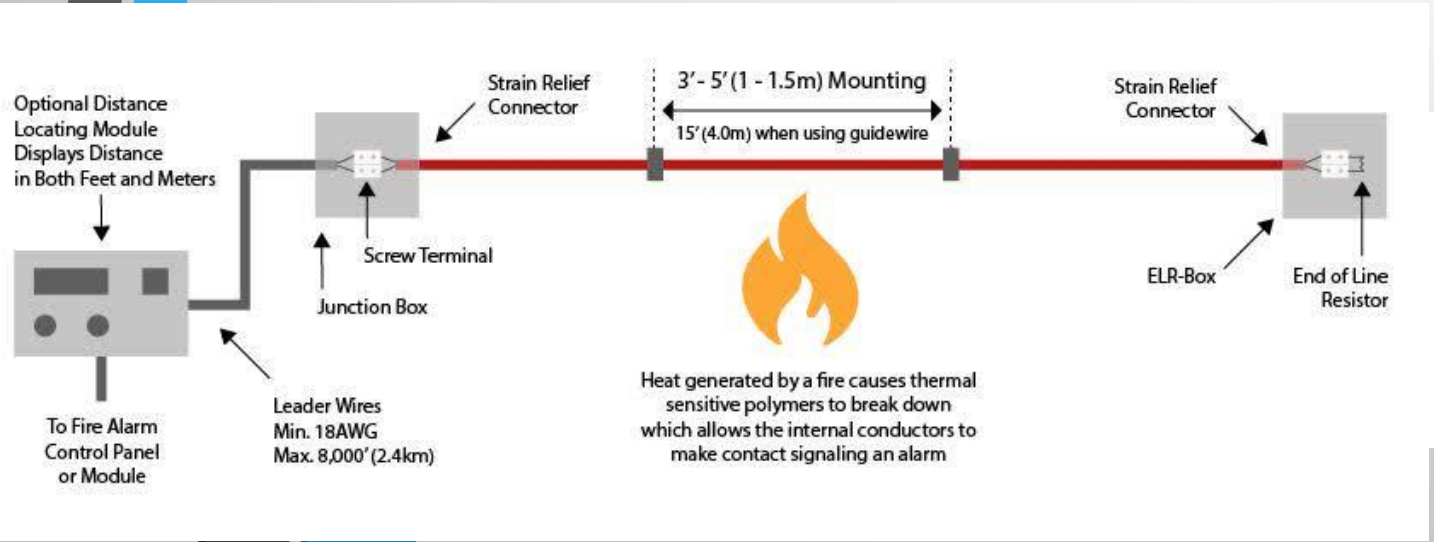 Optional Distance
Locating Module
Displays Distance
in Both Feet and Meters
To Fire Alarm
Control Panel
or Module
Leader Wires
Min. 18AWG
Max. 8,000' (2.4km)
Junction Box
Screw Terminal
Strain Relief
Connector
3' - 5' (1 - 1.5m) Mounting
15' (4.0m) when using guidewire
Heat generated by a fire causes thermal
sensitive polymers to break down
which allows the internal conductors to
make contact signaling an alarm
Strain Relief
Connector
ELR-Box
End of Line
Resistor